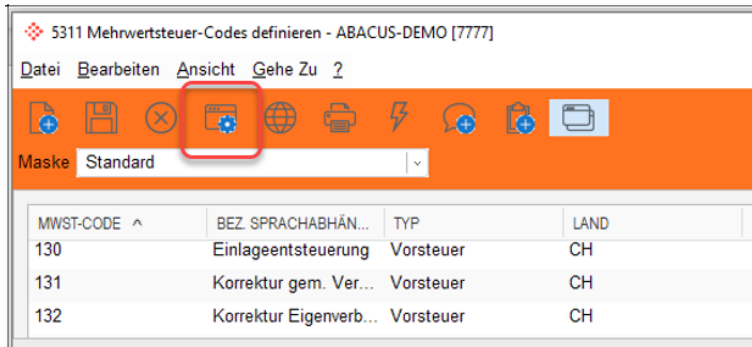 5311 Mehrwertsteuer-Codes definieren - ABACUS-DEMO [7777]
Datei Bearbeiten Ansicht Gehe Zu ?
Maske Standard
MWST-CODE BEZ. SPRACHABHÄN... TYP LAND
130 Einlageentsteuerung Vorsteuer CH
131 Korrektur gem. Ver... Vorsteuer CH
132 Korrektur Eigenverb... Vorsteuer CH